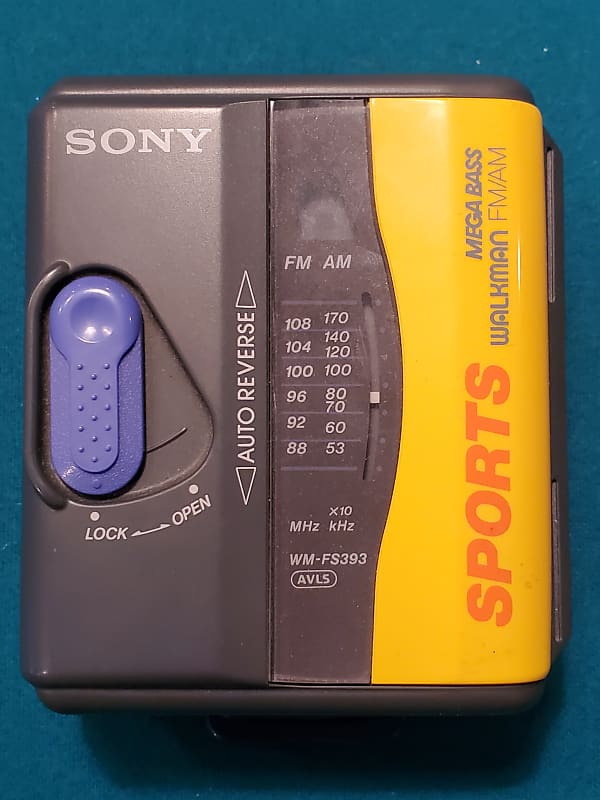 SONY
MEGA BASS
WALKMAN FM/AM
SPORTS
AUTO REVERSE
FM AM
108 170
140
104 120
100 100
96 80
70
92 60
88 53
x10
MHz kHz
WM-FS393
AVLS
LOCK OPEN